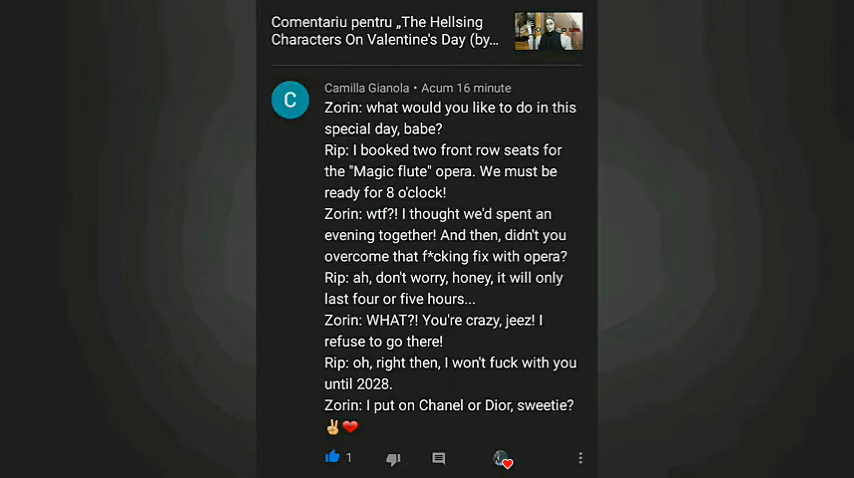 Comentariu pentru „The Hellsing
Characters On Valentine's Day (by...
C
Camilla Gianola • Acum 16 minute
Zorin: what would you like to do in this
special day, babe?
Rip: I booked two front row seats for
the "Magic flute" opera. We must be
ready for 8 o'clock!
Zorin: wtf?! I thought we'd spent an
evening together! And then, didn't you
overcome that f*cking fix with opera?
Rip: ah, don't worry, honey, it will only
last four or five hours...
Zorin: WHAT?! You're crazy, jeez! I
refuse to go there!
Rip: oh, right then, I won't fuck with you
until 2028.
Zorin: I put on Chanel or Dior, sweetie?
✌❤
1